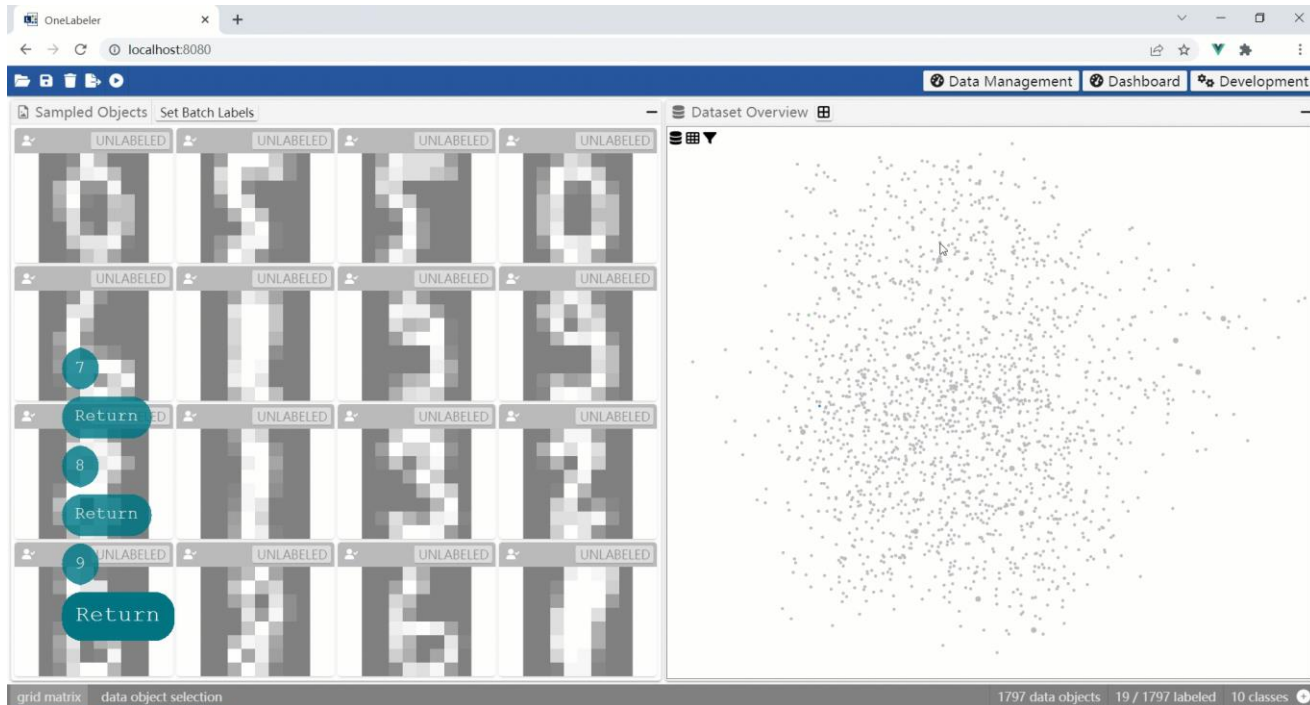 OneLabeler
localhost:8080
Data Management Dashboard Development
Sampled Objects Set Batch Labels
Dataset Overview
UNLABELED UNLABELED UNLABELED UNLABELED
UNLABELED UNLABELED UNLABELED UNLABELED
7
Return ED UNLABELED UNLABELED UNLABELED
8
Return
9 UNLABELED UNLABELED UNLABELED UNLABELED
Return
grid matrix data object selection 1797 data objects 19 / 1797 labeled 10 classes